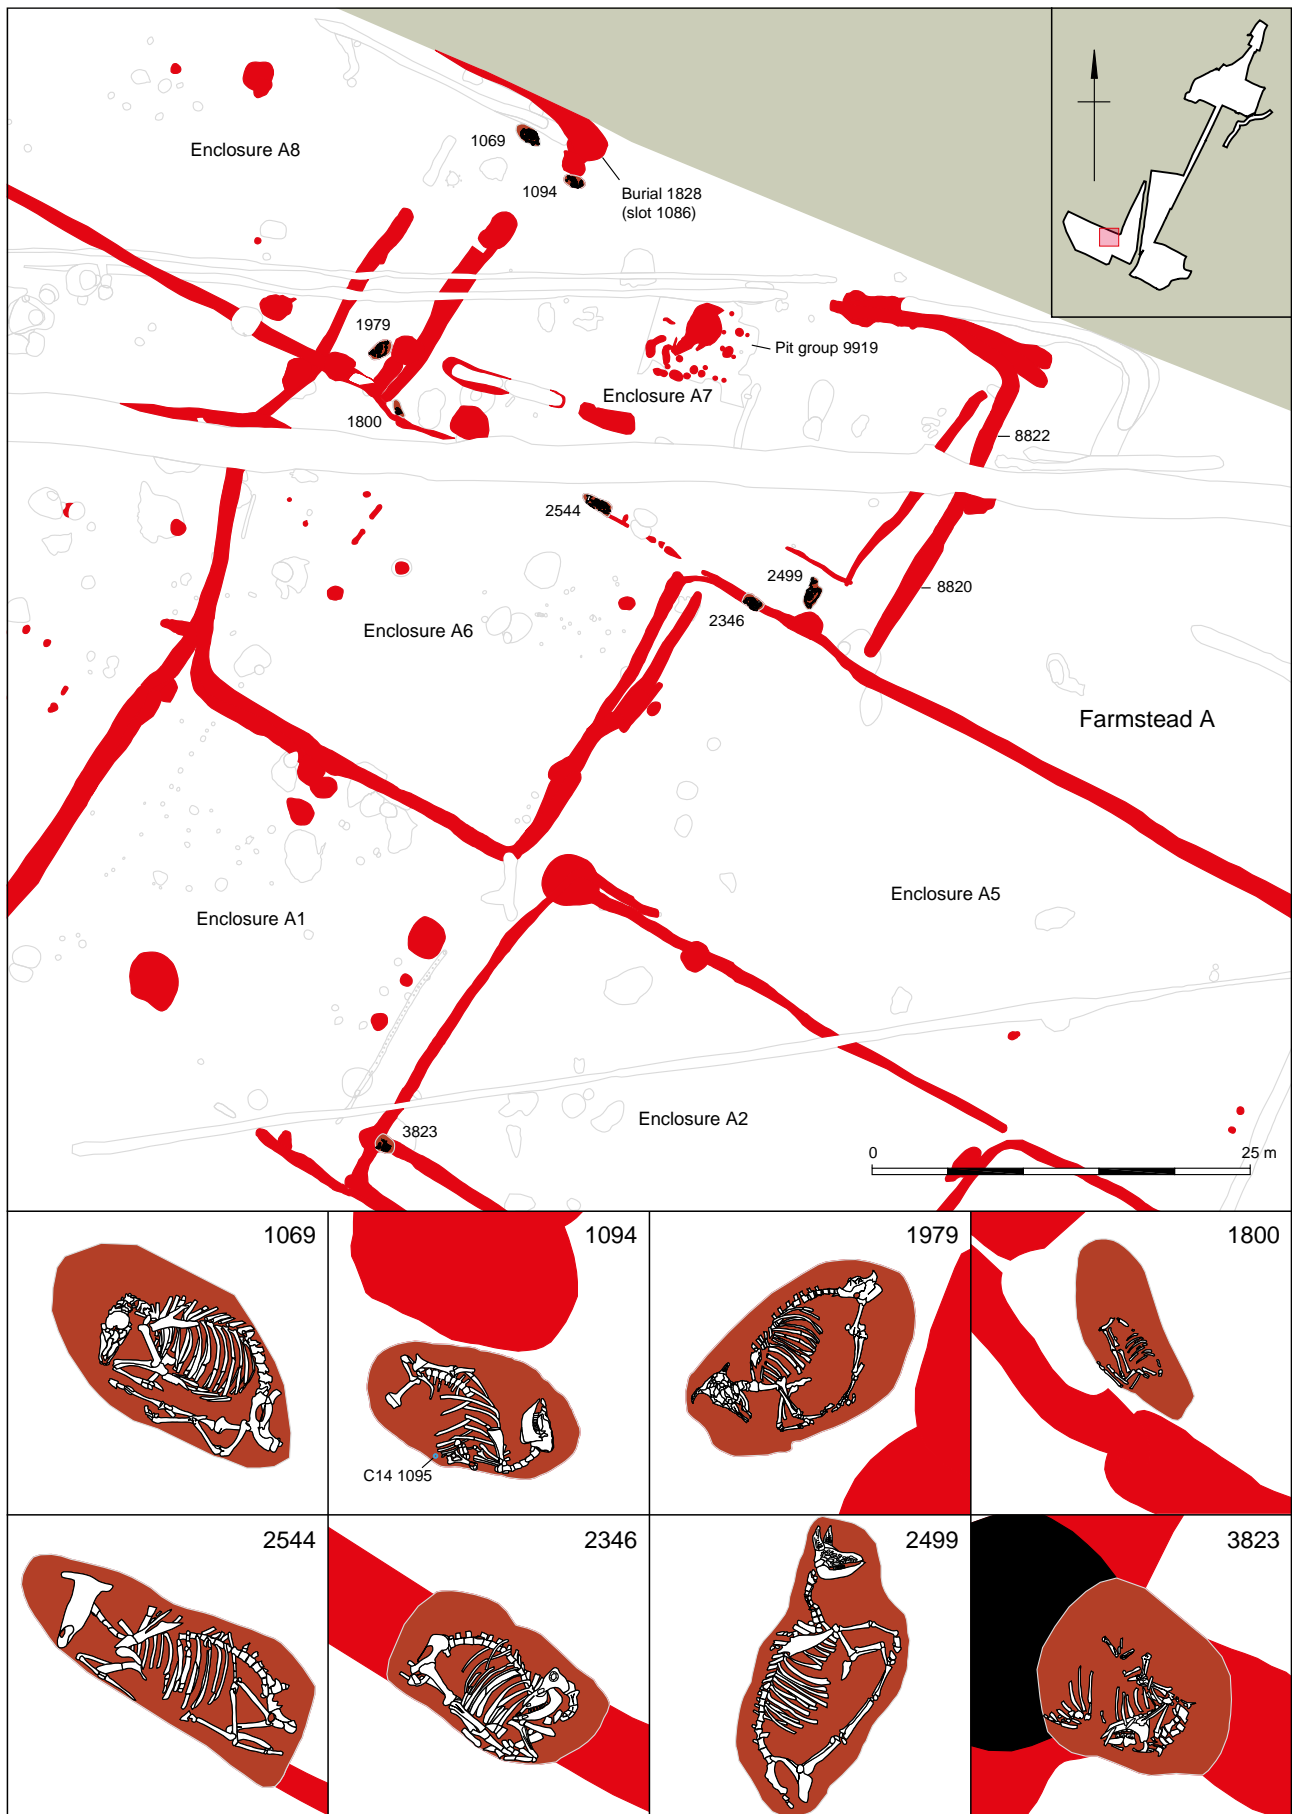 Enclosure A8
1069
1094
Burial 1828
(slot 1086)
1979
Pit group 9919
Enclosure A7
1800
8822
2544
2499
8820
2346
Enclosure A6
Farmstead A
Enclosure A5
Enclosure A1
Enclosure A2
3823
0
25 m
1069
1094
C14 1095
1979
1800
2544
2346
2499
3823